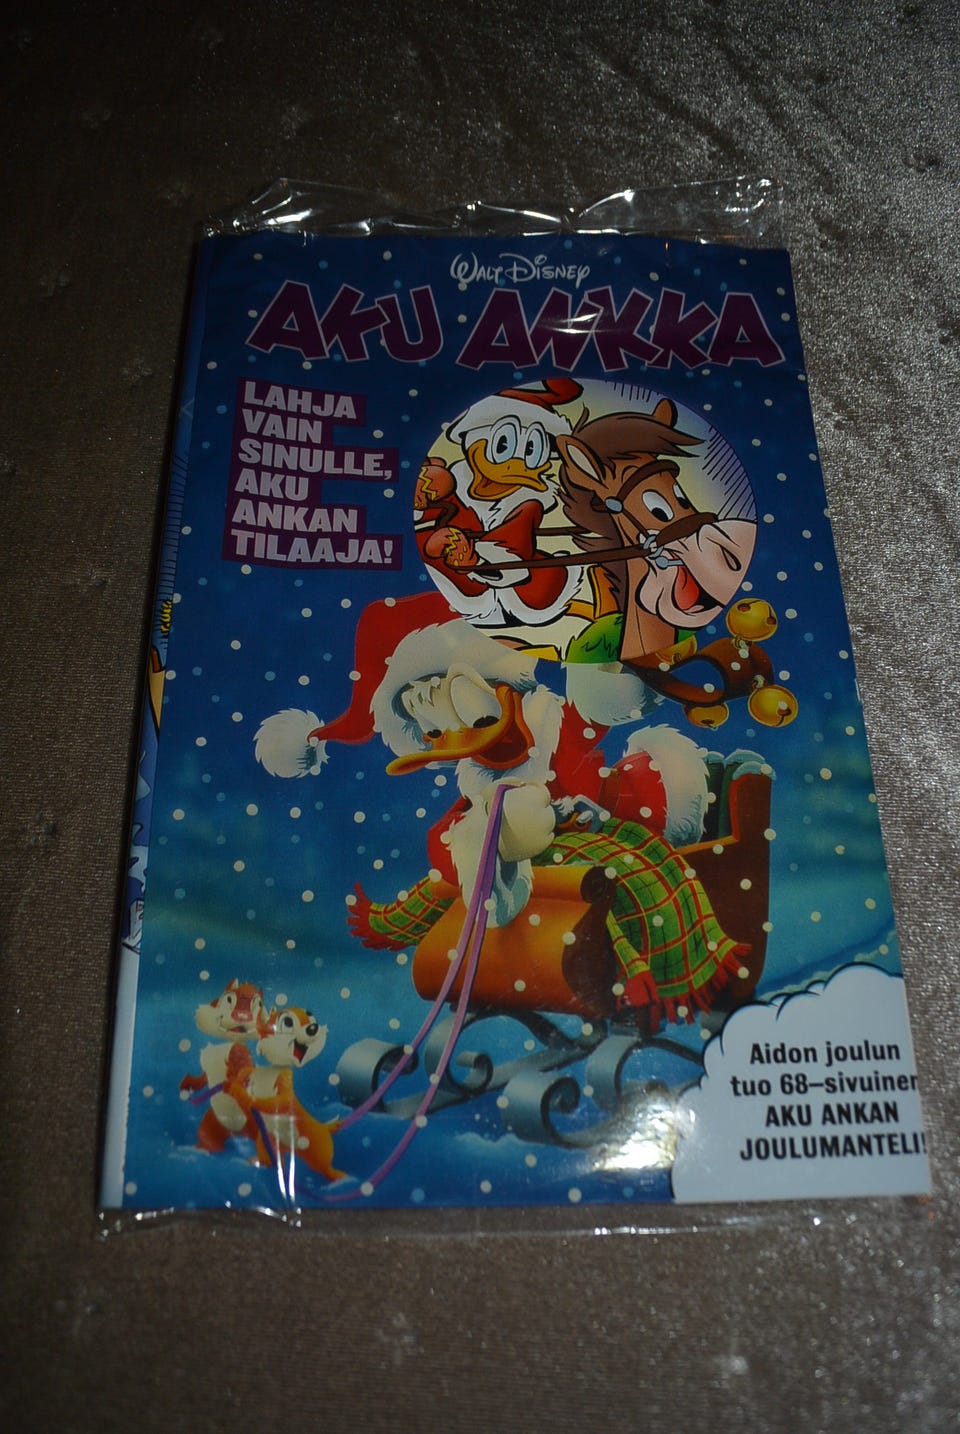 WALT DISNEY
AKU ANKKA
LAHJA
VAIN
SINULLE,
AKU
ANKAN
TILAAJA!
Aidon joulun
tuo 68–sivuinen
AKU ANKAN
JOULUMANTELI!